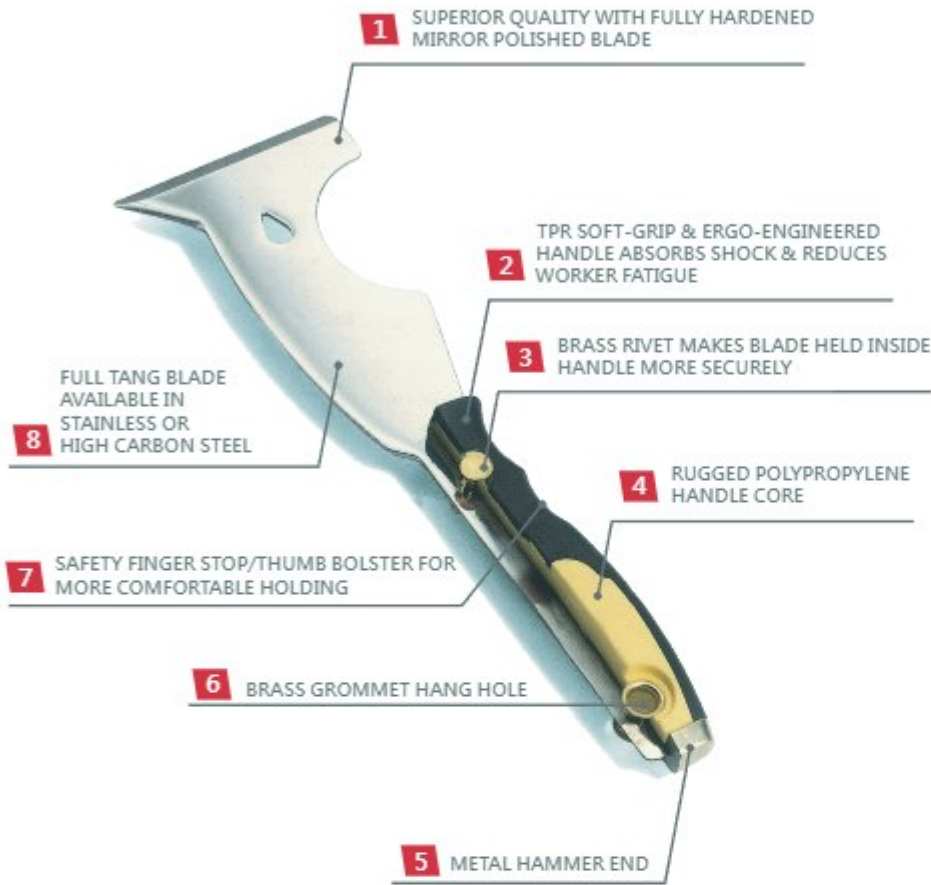 1 SUPERIOR QUALITY WITH FULLY HARDENED
MIRROR POLISHED BLADE
2 TPR SOFT-GRIP & ERGO-ENGINEERED
HANDLE ABSORBS SHOCK & REDUCES
WORKER FATIGUE
3 BRASS RIVET MAKES BLADE HELD INSIDE
HANDLE MORE SECURELY
4 RUGGED POLYPROPYLENE
HANDLE CORE
5 METAL HAMMER END
6 BRASS GROMMET HANG HOLE
7 SAFETY FINGER STOP/THUMB BOLSTER FOR
MORE COMFORTABLE HOLDING
8 FULL TANG BLADE
AVAILABLE IN
STAINLESS OR
HIGH CARBON STEEL